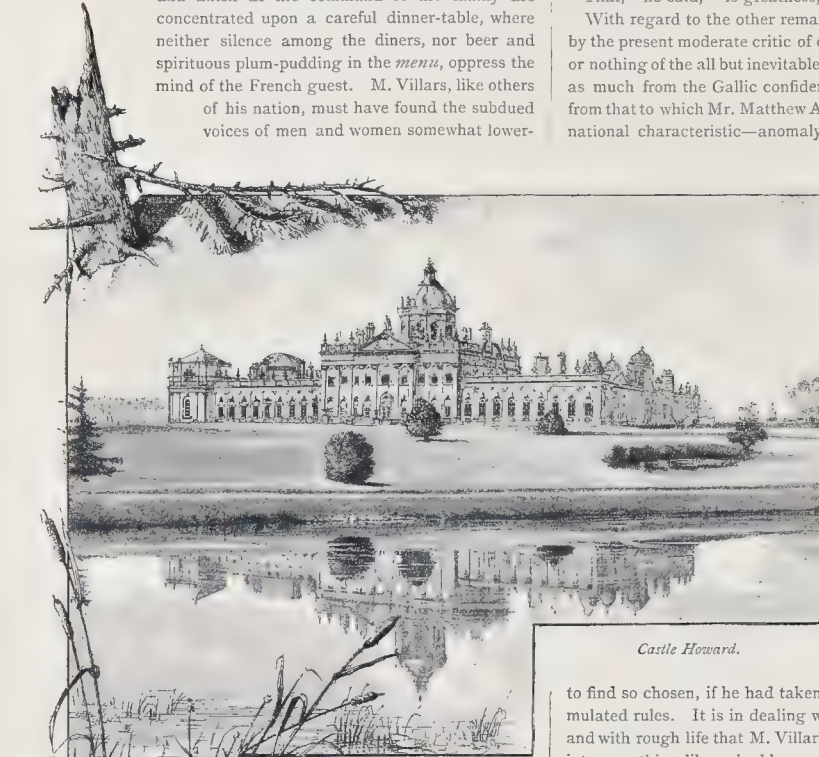 concentrated upon a careful dinner-table, where
neither silence among the diners, nor beer and
spirituous plum-pudding in the menu, oppress the
mind of the French guest. M. Villars, like others
of his nation, must have found the subdued
voices of men and women somewhat lower-
With regard to the other
by the present moderate critic of
or nothing of the all but inevitable
as much from the Gallic
from that to which Mr. Matthew
national characteristic—anomaly
Castle Howard.
to find so chosen, if he had taken
mulated rules. It is in dealing
and with rough life that M.